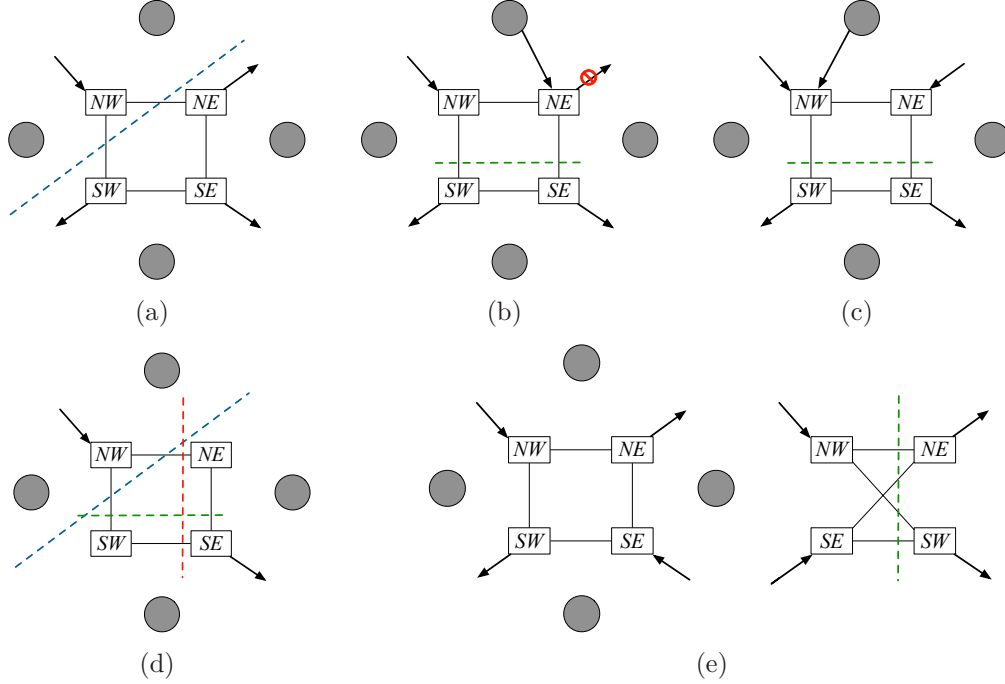 NW NE NW NE NW NE
SW SE SW SE SW SE
(a) (b) (c)
NW NE NW NE NW NE
SW SE SW SE SE SW
(d) (e)